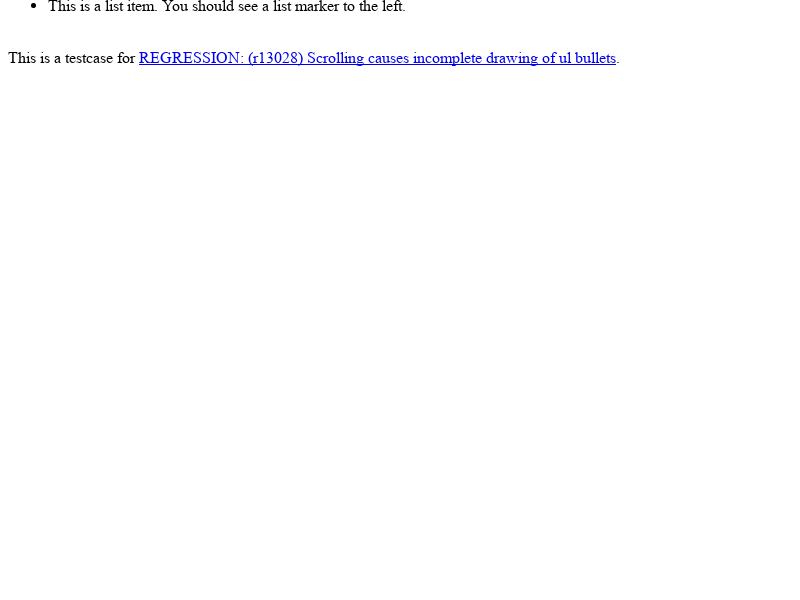 • This is a list item. You should see a list marker to the left.
This is a testcase for REGRESSION: (r13028) Scrolling causes incomplete drawing of ul bullets.